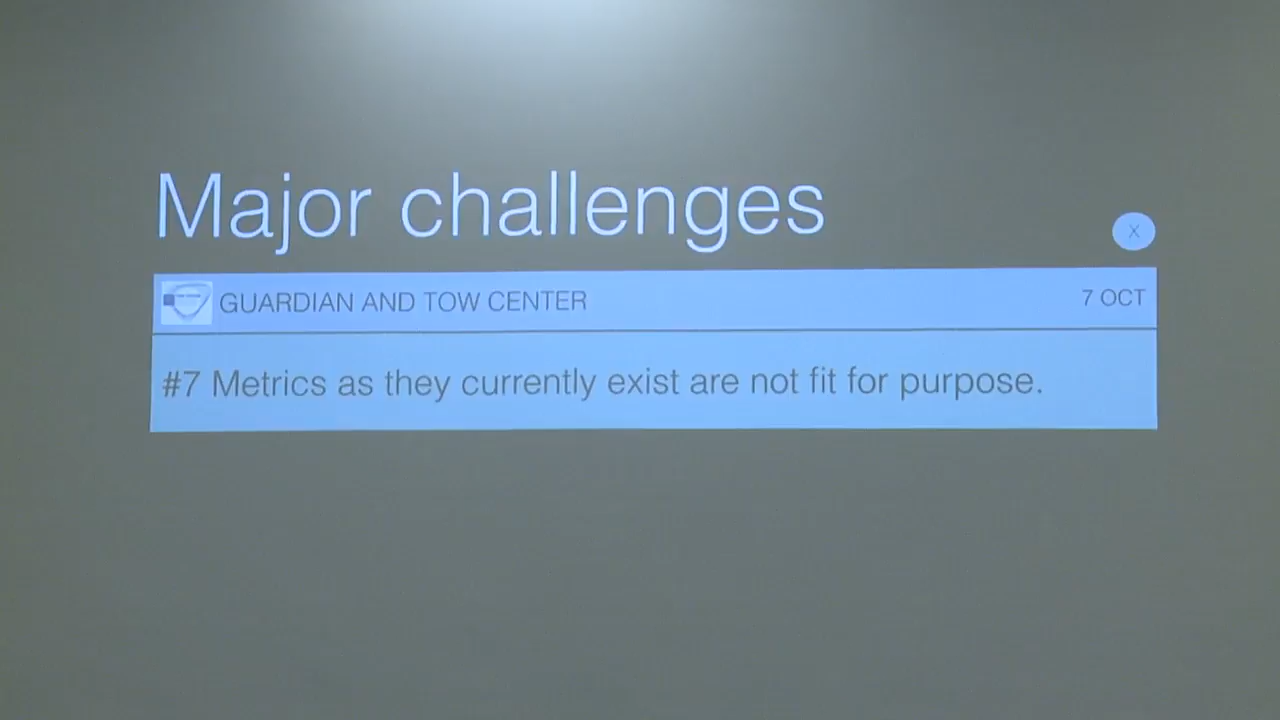 Major challenges
X
GUARDIAN AND TOW CENTER
7 OCT
#7 Metrics as they currently exist are not fit for purpose.